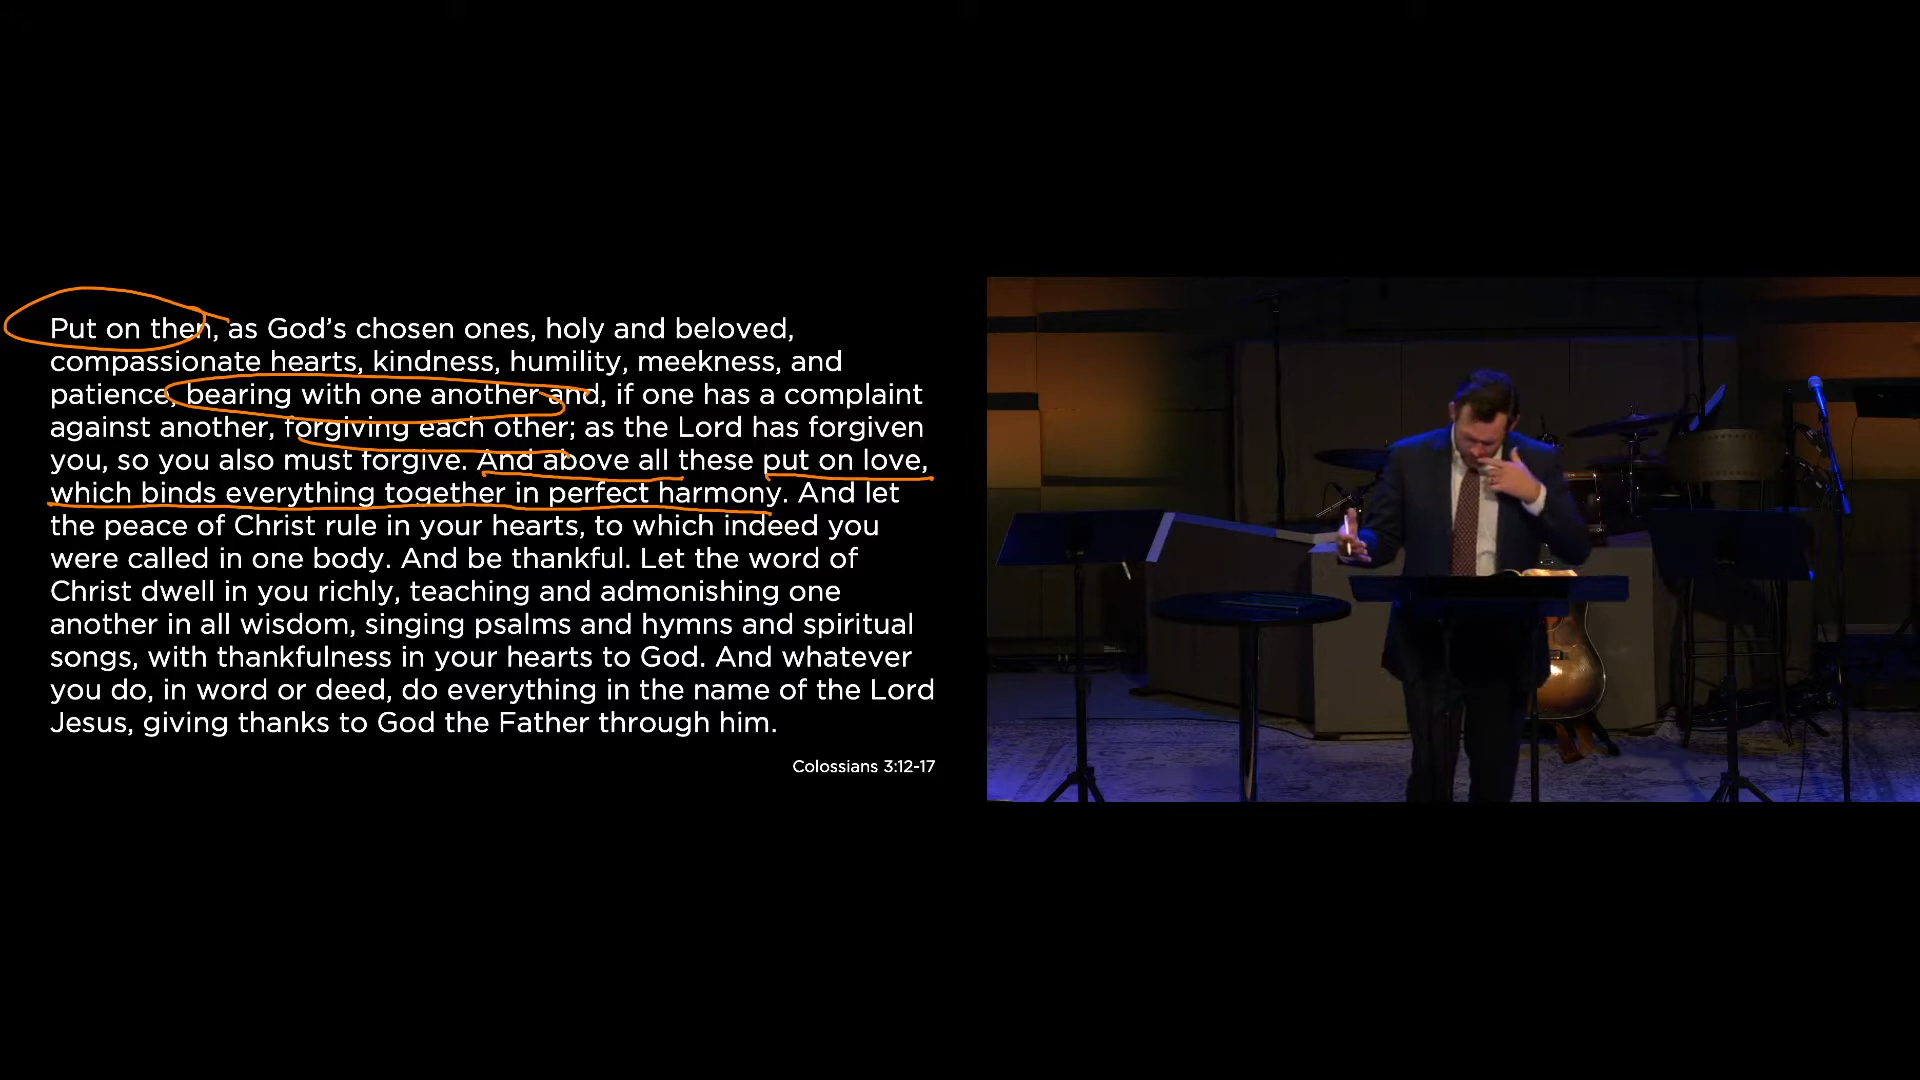 Put on then, as God’s chosen ones, holy and beloved,
compassionate hearts, kindness, humility, meekness, and
patience, bearing with one another and, if one has a complaint
against another, forgiving each other; as the Lord has forgiven
you, so you also must forgive. And above all these put on love,
which binds everything together in perfect harmony. And let
the peace of Christ rule in your hearts, to which indeed you
were called in one body. And be thankful. Let the word of
Christ dwell in you richly, teaching and admonishing one
another in all wisdom, singing psalms and hymns and spiritual
songs, with thankfulness in your hearts to God. And whatever
you do, in word or deed, do everything in the name of the Lord
Jesus, giving thanks to God the Father through him.
Colossians 3:12-17